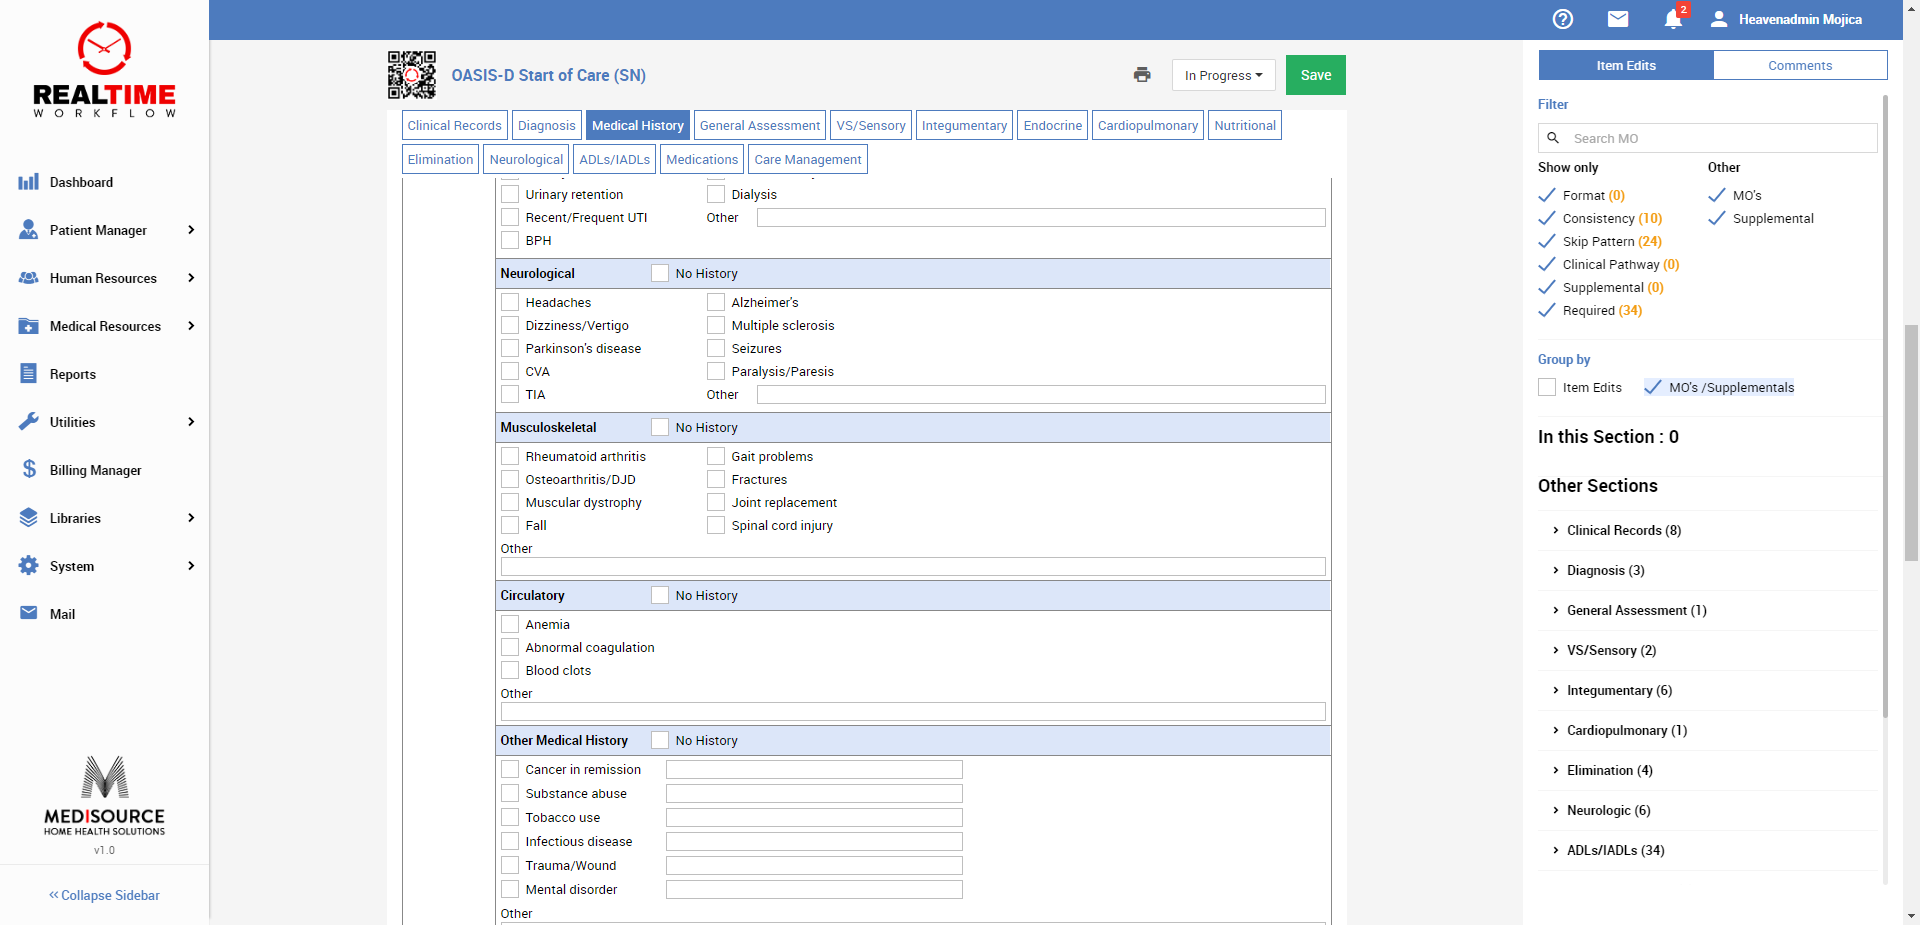 REALTIME
WORKFLOW
Dashboard
Patient Manager
Human Resources
Medical Resources
Reports
Utilities
Billing Manager
Libraries
System
Mail
MEDISOURCE
HOME HEALTH SOLUTIONS
v1.0
Collapse Sidebar
2
Heavenadmin Mojica
OASIS-D Start of Care (SN)
In Progress
Save
Clinical Records
Diagnosis
Medical History
General Assessment
VS/Sensory
Integumentary
Endocrine
Cardiopulmonary
Nutritional
Elimination
Neurological
ADLs/IADLs
Medications
Care Management
Urinary retention
Dialysis
Recent/Frequent UTI
Other
BPH
Neurological
No History
Headaches
Alzheimer's
Dizziness/Vertigo
Multiple sclerosis
Parkinson's disease
Seizures
CVA
Paralysis/Paresis
TIA
Other
Musculoskeletal
No History
Rheumatoid arthritis
Gait problems
Osteoarthritis/DJD
Fractures
Muscular dystrophy
Joint replacement
Fall
Spinal cord injury
Other
Circulatory
No History
Anemia
Abnormal coagulation
Blood clots
Other
Other Medical History
No History
Cancer in remission
Substance abuse
Tobacco use
Infectious disease
Trauma/Wound
Mental disorder
Other
Item Edits
Comments
Filter
Search MO
Show only
Other
Format (0)
MO's
Consistency (10)
Supplemental
Skip Pattern (24)
Clinical Pathway (0)
Supplemental (0)
Required (34)
Group by
Item Edits
MO's /Supplementals
In this Section : 0
Other Sections
Clinical Records (8)
Diagnosis (3)
General Assessment (1)
VS/Sensory (2)
Integumentary (6)
Cardiopulmonary (1)
Elimination (4)
Neurologic (6)
ADLs/IADLs (34)